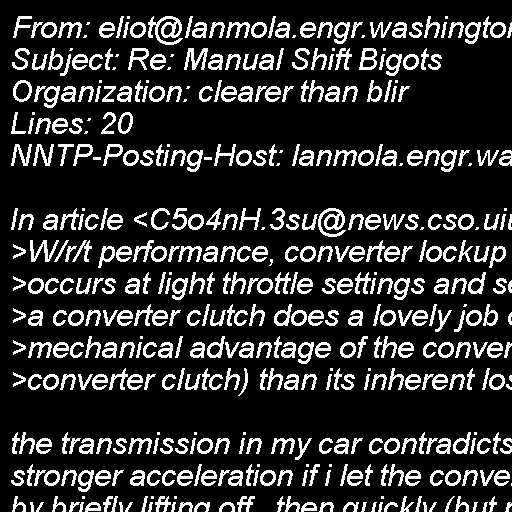 From: eliot@lanmola.engr.washington
Subject: Re: Manual Shift Bigots
Organization: clearer than blir
Lines: 20
NNTP-Posting-Host: lanmola.engr.wa
In article <C5o4nH.3su@news.cso.uiu
>W/r/t performance, converter lockup
>occurs at light throttle settings and se
>a converter clutch does a lovely job
>mechanical advantage of the conver
>converter clutch) than its inherent los
the transmission in my car contradicts
stronger acceleration if i let the conve
by briefly lifting off, then quickly (but